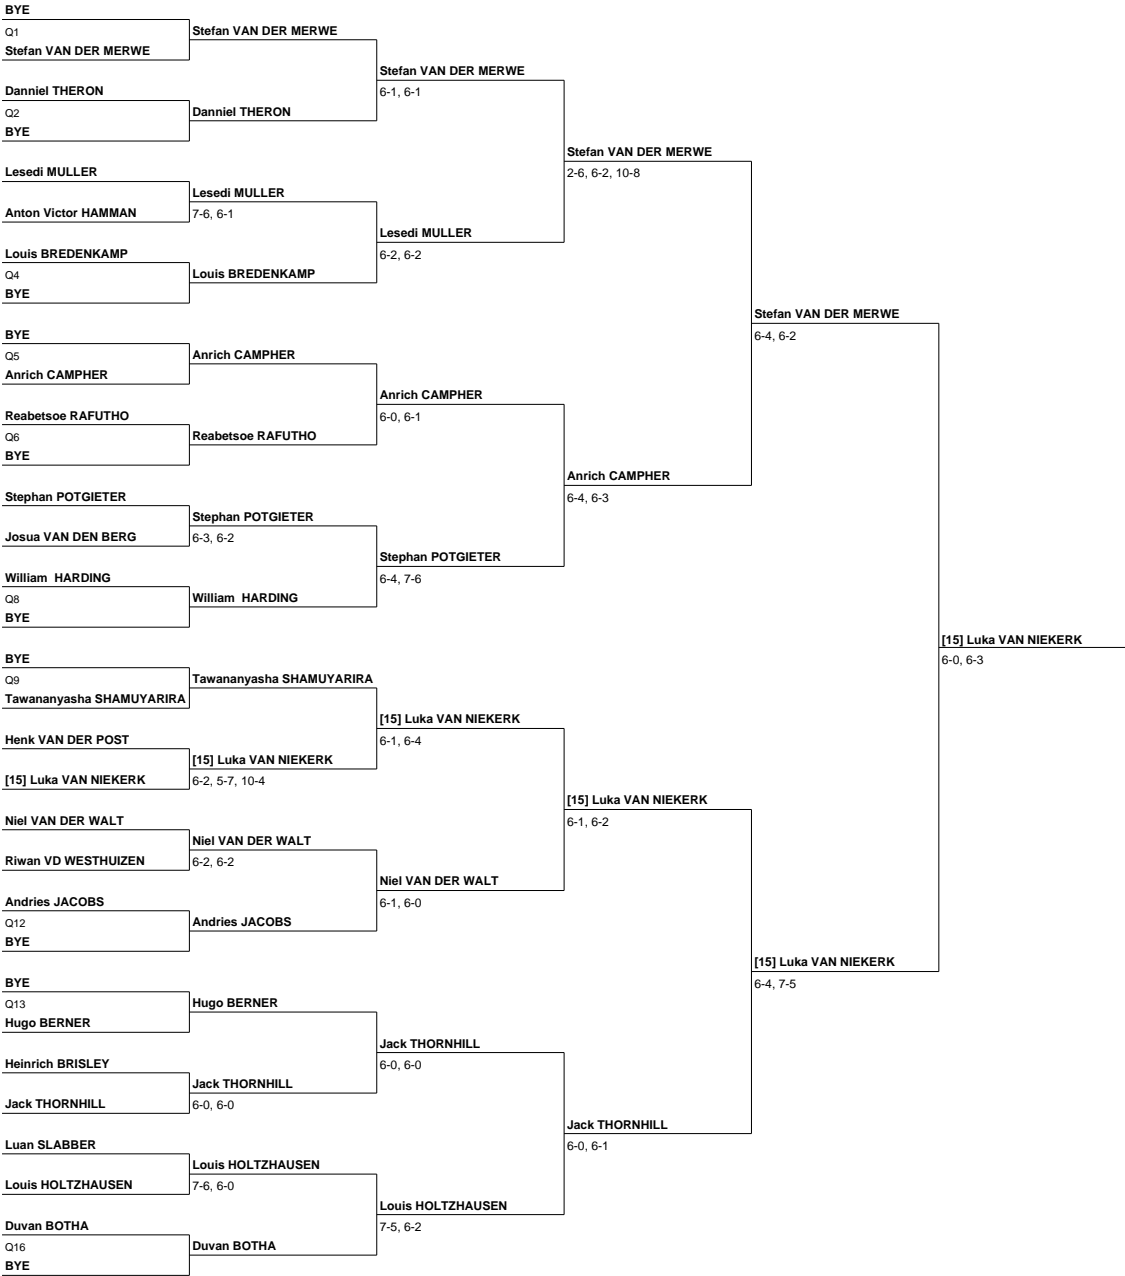 BYE
Q1
Stefan VAN DER MERWE
Danniel THERON
Q2
BYE
Lesedi MULLER
Anton Victor HAMMAN
Louis BREDENKAMP
Q4
BYE
BYE
Q5
Anrich CAMPHER
Reabetsoe RAFUTHO
Q6
BYE
Stephan POTGIETER
Josua VAN DEN BERG
William HARDING
Q8
BYE
BYE
Q9
Tawananyasha SHAMUYARIRA
Henk VAN DER POST
[15] Luka VAN NIEKERK
Niel VAN DER WALT
Riwan VD WESTHUIZEN
Andries JACOBS
Q12
BYE
BYE
Q13
Hugo BERNER
Heinrich BRISLEY
Jack THORNHILL
Luan SLABBER
Louis HOLTZHAUSEN
Duvan BOTHA
Q16
BYE
Stefan VAN DER MERWE
Danniel THERON
Lesedi MULLER
7-6, 6-1
Louis BREDENKAMP
Anrich CAMPHER
Reabetsoe RAFUTHO
Stephan POTGIETER
6-3, 6-2
William HARDING
Tawananyasha SHAMUYARIRA
[15] Luka VAN NIEKERK
6-2, 5-7, 10-4
Niel VAN DER WALT
6-2, 6-2
Andries JACOBS
Hugo BERNER
Jack THORNHILL
6-0, 6-0
Louis HOLTZHAUSEN
7-6, 6-0
Duvan BOTHA
Stefan VAN DER MERWE
6-1, 6-1
Lesedi MULLER
6-2, 6-2
Anrich CAMPHER
6-0, 6-1
Stephan POTGIETER
6-4, 7-6
[15] Luka VAN NIEKERK
6-1, 6-4
Niel VAN DER WALT
6-1, 6-0
Jack THORNHILL
6-0, 6-0
Louis HOLTZHAUSEN
7-5, 6-2
Stefan VAN DER MERWE
2-6, 6-2, 10-8
Anrich CAMPHER
6-4, 6-3
[15] Luka VAN NIEKERK
6-1, 6-2
Jack THORNHILL
6-0, 6-1
Stefan VAN DER MERWE
6-4, 6-2
[15] Luka VAN NIEKERK
6-4, 7-5
[15] Luka VAN NIEKERK
6-0, 6-3